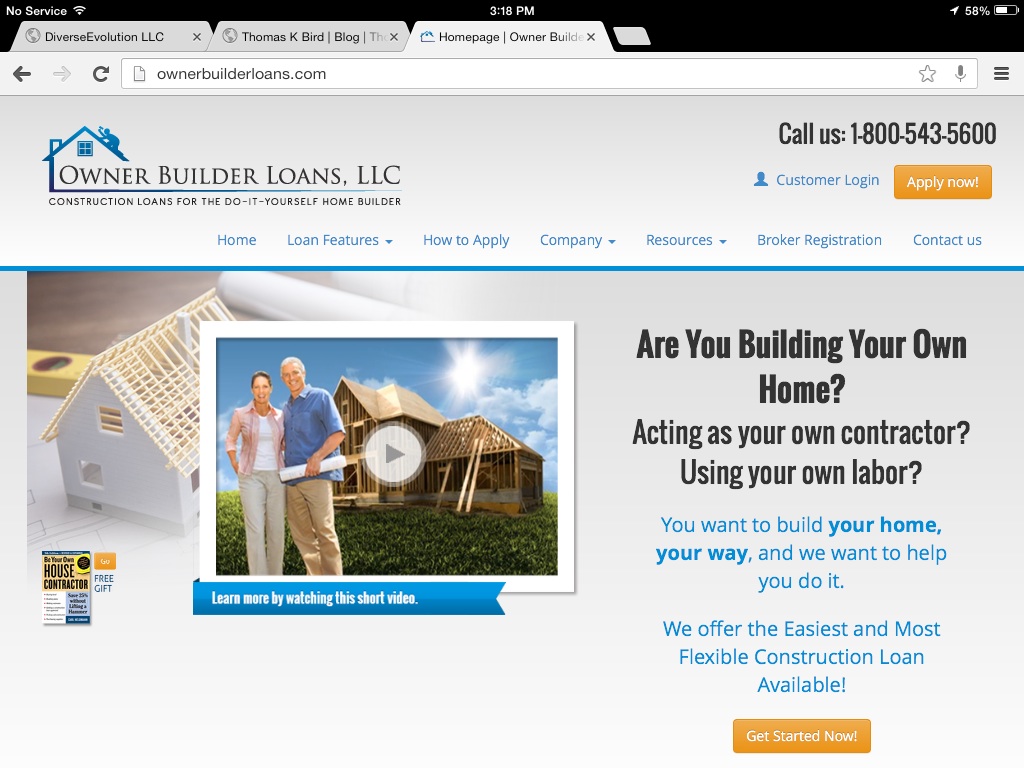 No Service
3:18 PM
58%
DiverseEvolution LLC
Thomas K Bird | Blog | Th
Homepage | Owner Builde
ownerbuilderloans.com
Call us: 1-800-543-5600
OWNER BUILDER LOANS, LLC
CONSTRUCTION LOANS FOR THE DO-IT-YOURSELF HOME BUILDER
Customer Login
Apply now!
Home
Loan Features
How to Apply
Company
Resources
Broker Registration
Contact us
Are You Building Your Own
Home?
Acting as your own contractor?
Using your own labor?
You want to build your home,
your way, and we want to help
you do it.
We offer the Easiest and Most
Flexible Construction Loan
Available!
Get Started Now!
Learn more by watching this short video.
Be Your Own
HOUSE
CONTRACTOR
Save 25%
without
Lifting a
Hammer
Go
FREE
GIFT